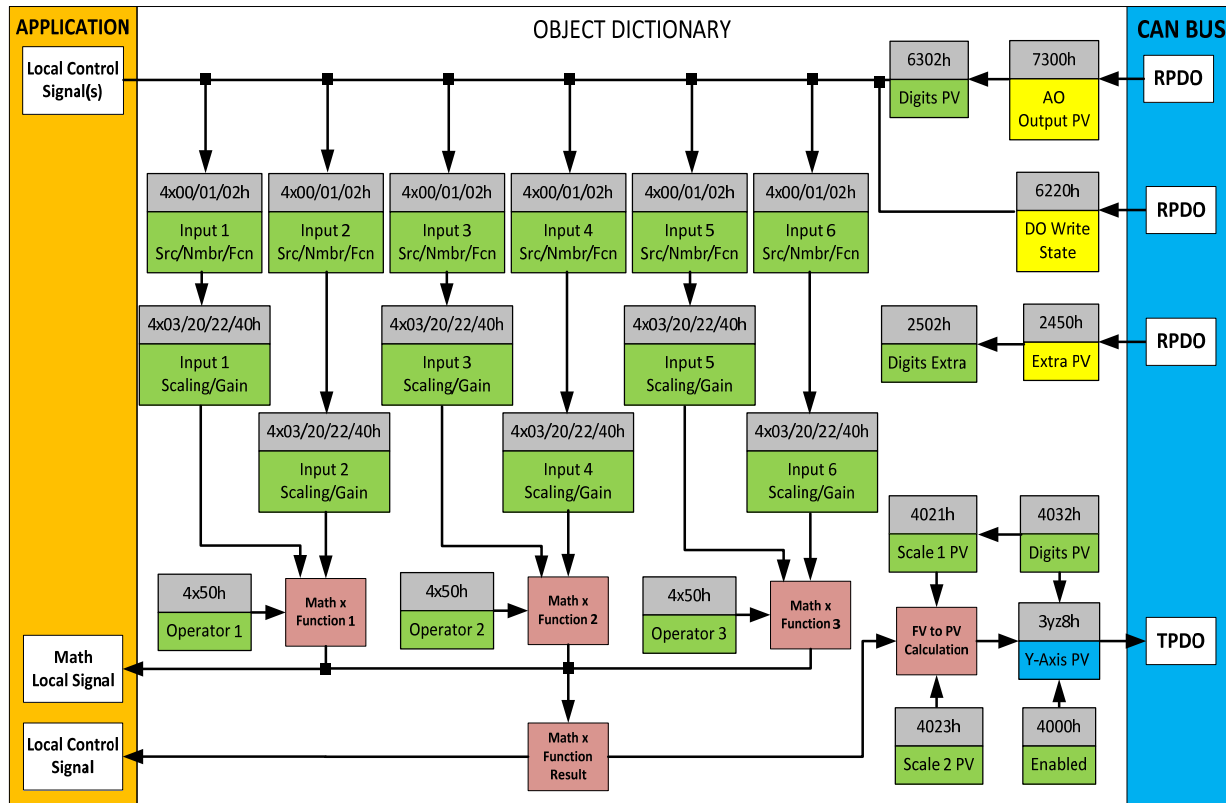 APPLICATION
OBJECT DICTIONARY
CAN BUS
Local Control
Signal(s)
6302h
Digits PV
7300h
AO
Output PV
RPDO
4x00/01/02h
Input 1
Src/Nmbr/Fcn
4x00/01/02h
Input 2
Src/Nmbr/Fcn
4x00/01/02h
Input 3
Src/Nmbr/Fcn
4x00/01/02h
Input 4
Src/Nmbr/Fcn
4x00/01/02h
Input 5
Src/Nmbr/Fcn
4x00/01/02h
Input 6
Src/Nmbr/Fcn
6220h
DO Write
State
RPDO
4x03/20/22/40h
Input 1
Scaling/Gain
4x03/20/22/40h
Input 3
Scaling/Gain
4x03/20/22/40h
Input 5
Scaling/Gain
2502h
Digits Extra
2450h
Extra PV
RPDO
4x03/20/22/40h
Input 2
Scaling/Gain
4x03/20/22/40h
Input 4
Scaling/Gain
4x03/20/22/40h
Input 6
Scaling/Gain
4021h
Scale 1 PV
4032h
Digits PV
4x50h
Operator 1
Math x
Function 1
4x50h
Operator 2
Math x
Function 2
4x50h
Operator 3
Math x
Function 3
FV to PV
Calculation
3yz8h
Y-Axis PV
TPDO
Math
Local Signal
Local Control
Signal
Math x
Function
Result
4023h
Scale 2 PV
4000h
Enabled